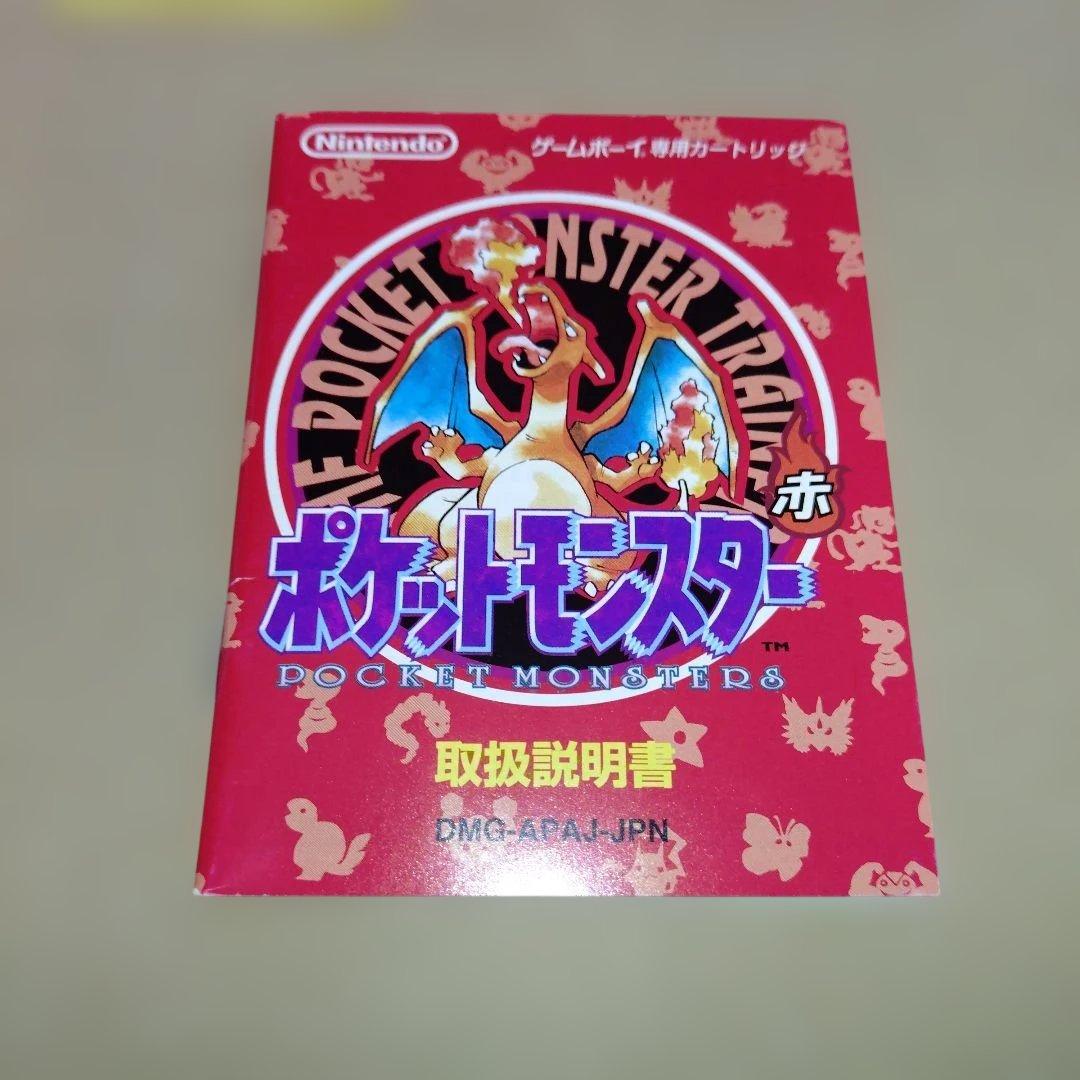 Nintendo
ゲームボーイ専用カートリッジ
POCKET MONSTER
赤
ポケットモンスター
TM
POCKET MONSTERS
取扱説明書
DMG-APAJ-JPN